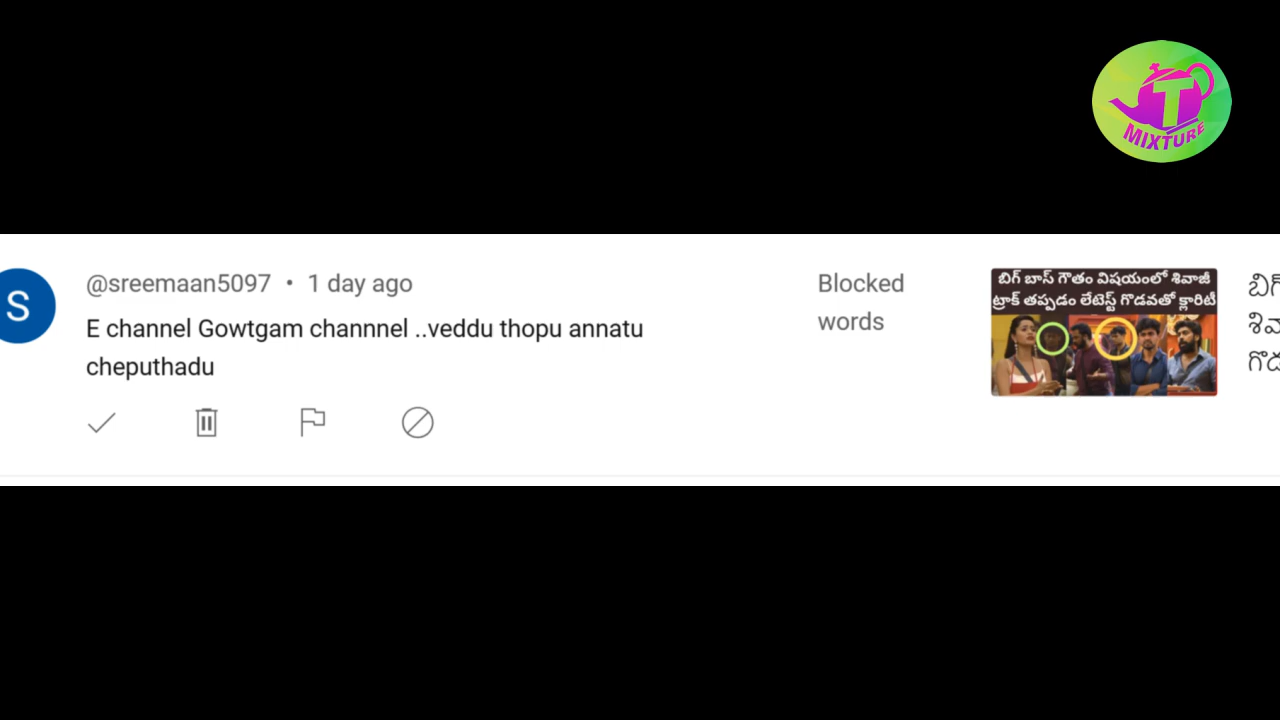 T
MIXTURE
S
@sreemaan5097 • 1 day ago
E channel Gowtgam channnel ..veddu thopu annatu
cheputhadu
Blocked
words
బిగ్ బాస్ గౌతం విషయంలో శివాజీ
ట్రాక్ తప్పడం లేటెస్ట్ గొడవతో క్లారిటీ